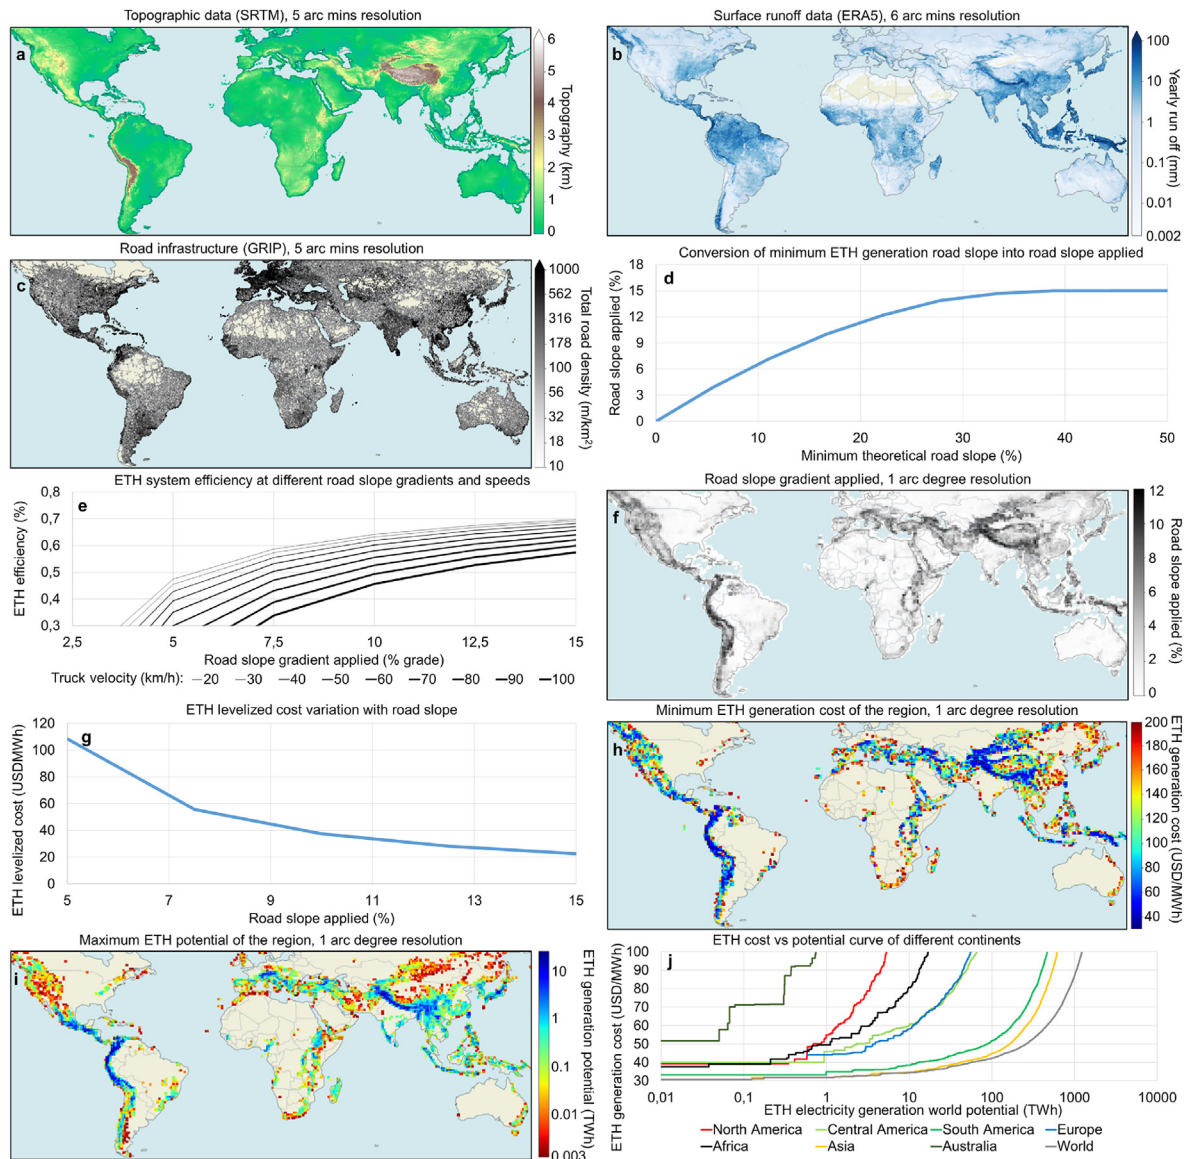 Topographic data (SRTM), 5 arc mins resolution
a
6
5
4
3
2
1
0
Topography (km)
Surface runoff data (ERA5), 6 arc mins resolution
b
100
10
1
0.1
0.01
0.002
Yearly run off (mm)
Road infrastructure (GRIP), 5 arc mins resolution
c
1000
562
316
178
100
56
32
18
10
Total road density (m/km²)
Conversion of minimum ETH generation road slope into road slope applied
d
Road slope applied (%)
18
15
12
9
6
3
0
0 10 20 30 40 50
Minimum theoretical road slope (%)
ETH system efficiency at different road slope gradients and speeds
e
ETH efficiency (%)
0,8
0,7
0,6
0,5
0,4
0,3
2,5 5 7,5 10 12,5 15
Road slope gradient applied (% grade)
Truck velocity (km/h): 20 30 40 50 60 70 80 90 100
Road slope gradient applied, 1 arc degree resolution
f
12
10
8
6
4
2
0
Road slope applied (%)
ETH levelized cost variation with road slope
g
ETH levelized cost (USDMWh)
120
100
80
60
40
20
0
5 7 9 11 13 15
Road slope applied (%)
Minimum ETH generation cost of the region, 1 arc degree resolution
h
200
180
160
140
120
100
80
60
40
ETH generation cost (USD/MWh)
Maximum ETH potential of the region, 1 arc degree resolution
i
10
1
0.1
0.01
0.003
ETH generation potential (TWh)
ETH cost vs potential curve of different continents
j
ETH generation cost (USD/MWh)
100
90
80
70
60
50
40
30
0,01 0,1 1 10 100 1000 10000
ETH electricity generation world potential (TWh)
North America Central America South America Europe
Africa Asia Australia World